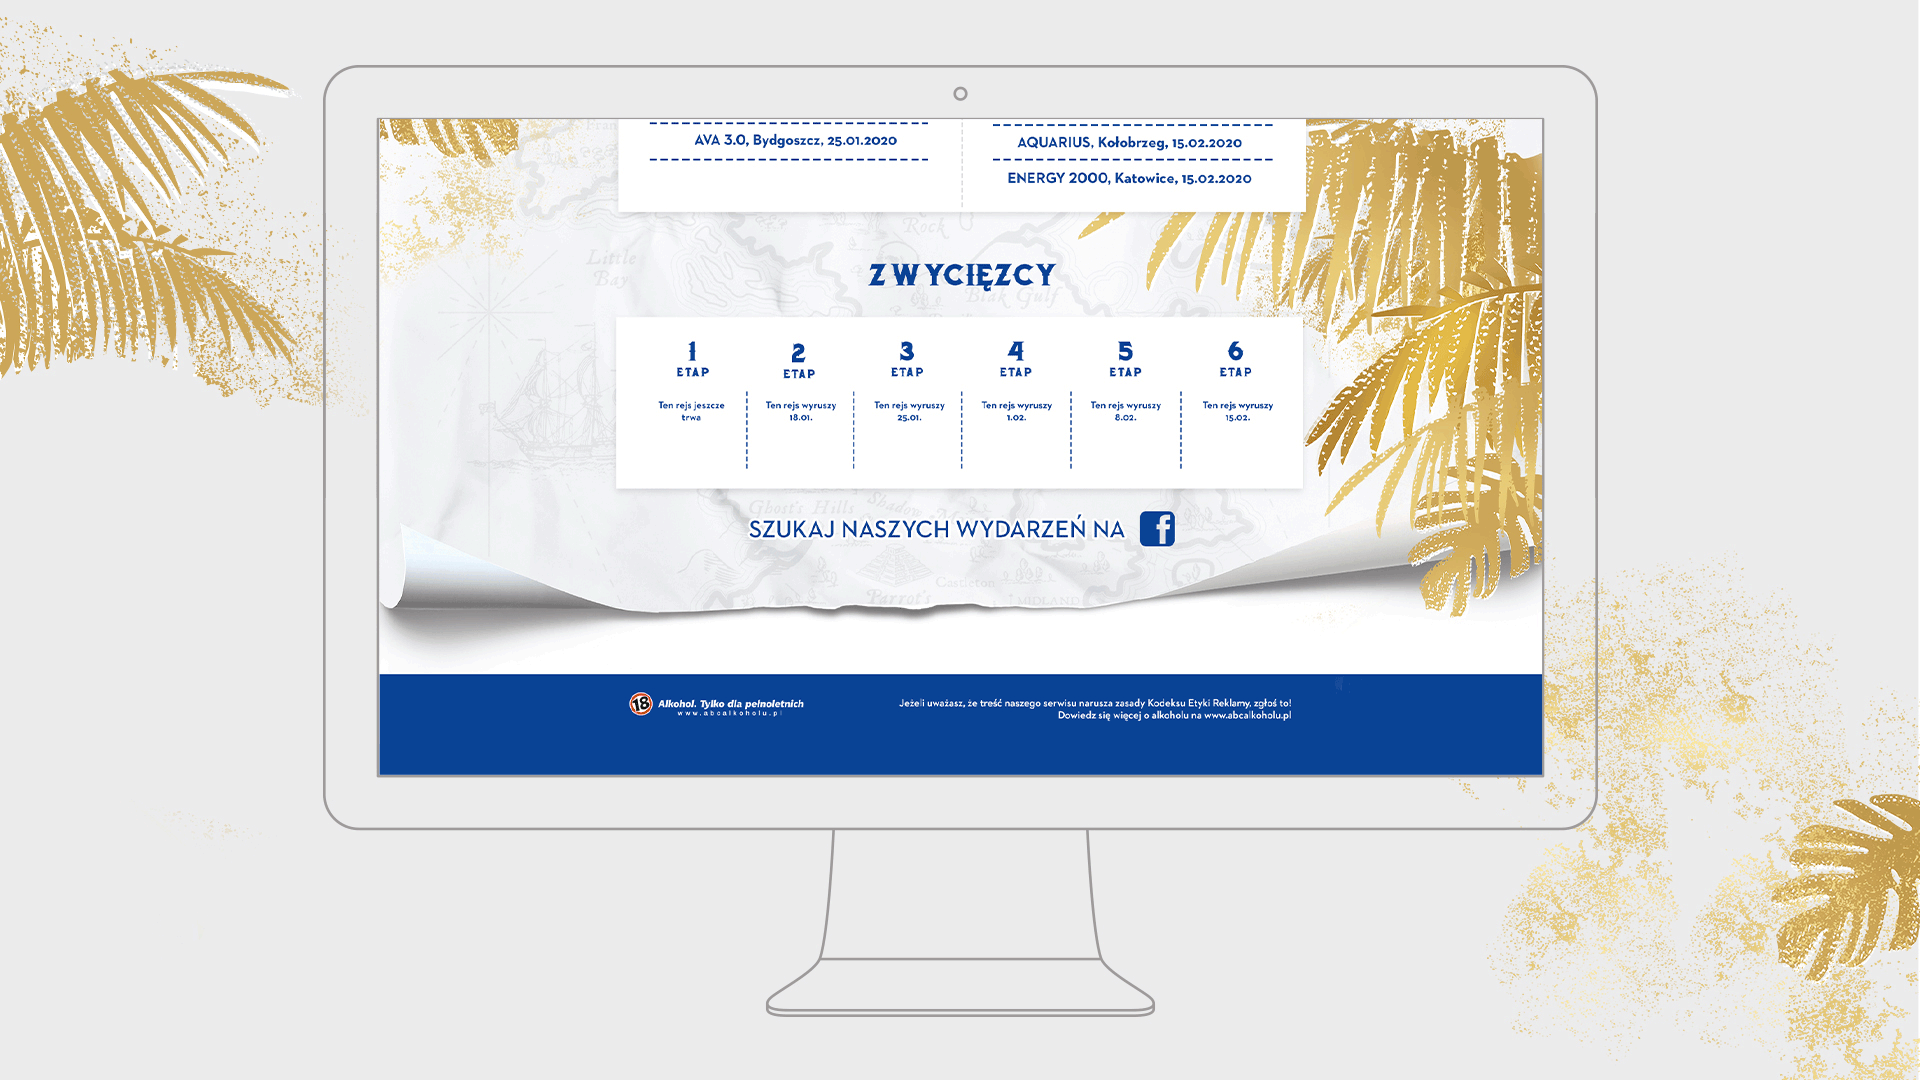 AVA 3.0, Bydgoszcz, 25.01.2020
AQUARIUS, Kołobrzeg, 15.02.2020
ENERGY 2000, Katowice, 15.02.2020
Rock
Little
Bay
Blak Gulf
ZWYCIĘZCY
1
ETAP
Ten rejs jeszcze
trwa
2
ETAP
Ten rejs wyruszy
18.01.
3
ETAP
Ten rejs wyruszy
25.01.
4
ETAP
Ten rejs wyruszy
1.02.
5
ETAP
Ten rejs wyruszy
8.02.
6
ETAP
Ten rejs wyruszy
15.02.
Ghost's Hills
Shadow
SZUKAJ NASZYCH WYDARZEŃ NA f
Castleton
Parrot's
MIDLAND
18 Alkohol. Tylko dla pełnoletnich
www.abcalkoholu.pl
Jeżeli uważasz, że treść naszego serwisu narusza zasady Kodeksu Etyki Reklamy, zgłoś to!
Dowiedz się więcej o alkoholu na www.abcalkoholu.pl